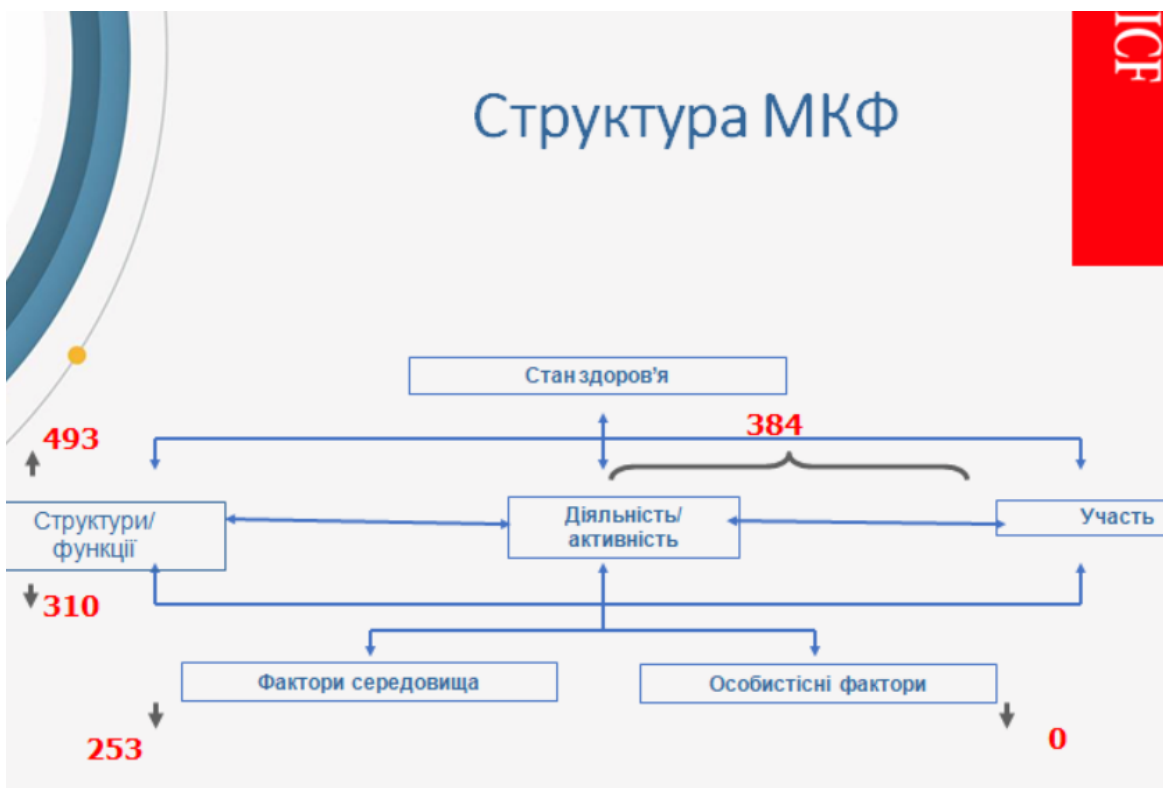 ICF
Структура МКФ
Стан здоров'я
493
384
Структури/
функції
Діяльність/
активність
Участь
310
Фактори середовища
Особистісні фактори
253
0